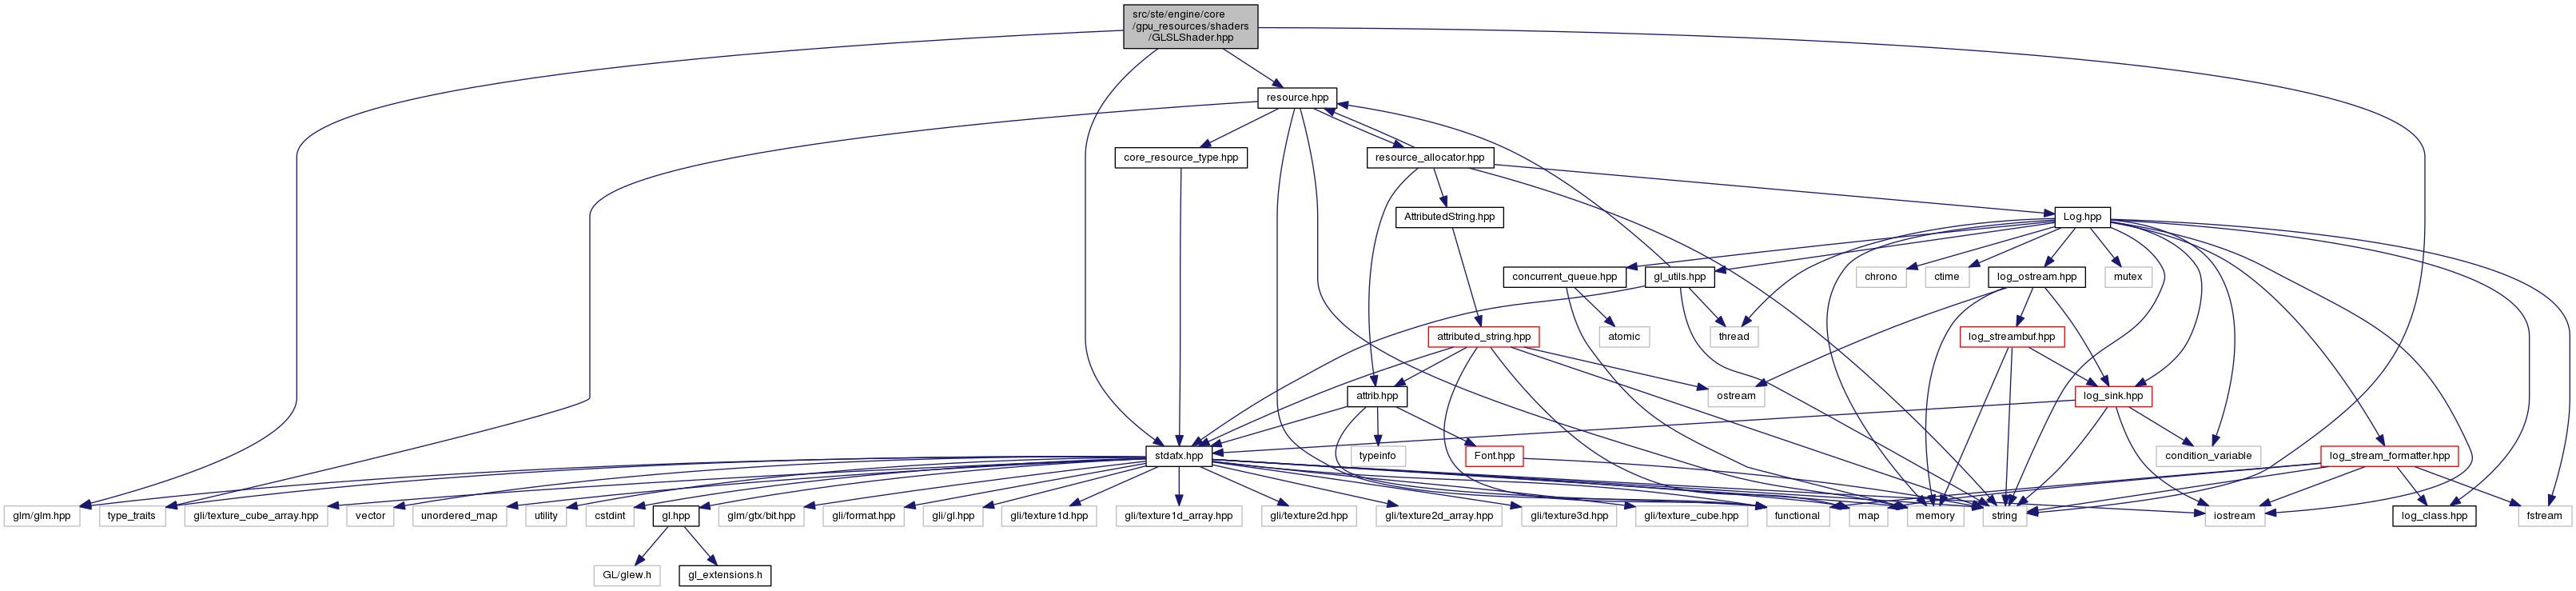 src/ste/engine/core
/gpu_resources/shaders
/GLSLShader.hpp
resource.hpp
core_resource_type.hpp
resource_allocator.hpp
AttributedString.hpp
Log.hpp
concurrent_queue.hpp
gl_utils.hpp
chrono
ctime
log_ostream.hpp
mutex
attributed_string.hpp
atomic
thread
log_streambuf.hpp
attrib.hpp
ostream
log_sink.hpp
stdafx.hpp
typeinfo
Font.hpp
condition_variable
log_stream_formatter.hpp
glm/glm.hpp
type_traits
gli/texture_cube_array.hpp
vector
unordered_map
utility
cstdint
gl.hpp
glm/gtx/bit.hpp
gli/format.hpp
gli/gl.hpp
gli/texture1d.hpp
gli/texture1d_array.hpp
gli/texture2d.hpp
gli/texture2d_array.hpp
gli/texture3d.hpp
gli/texture_cube.hpp
functional
map
memory
string
iostream
log_class.hpp
fstream
GL/glew.h
gl_extensions.h